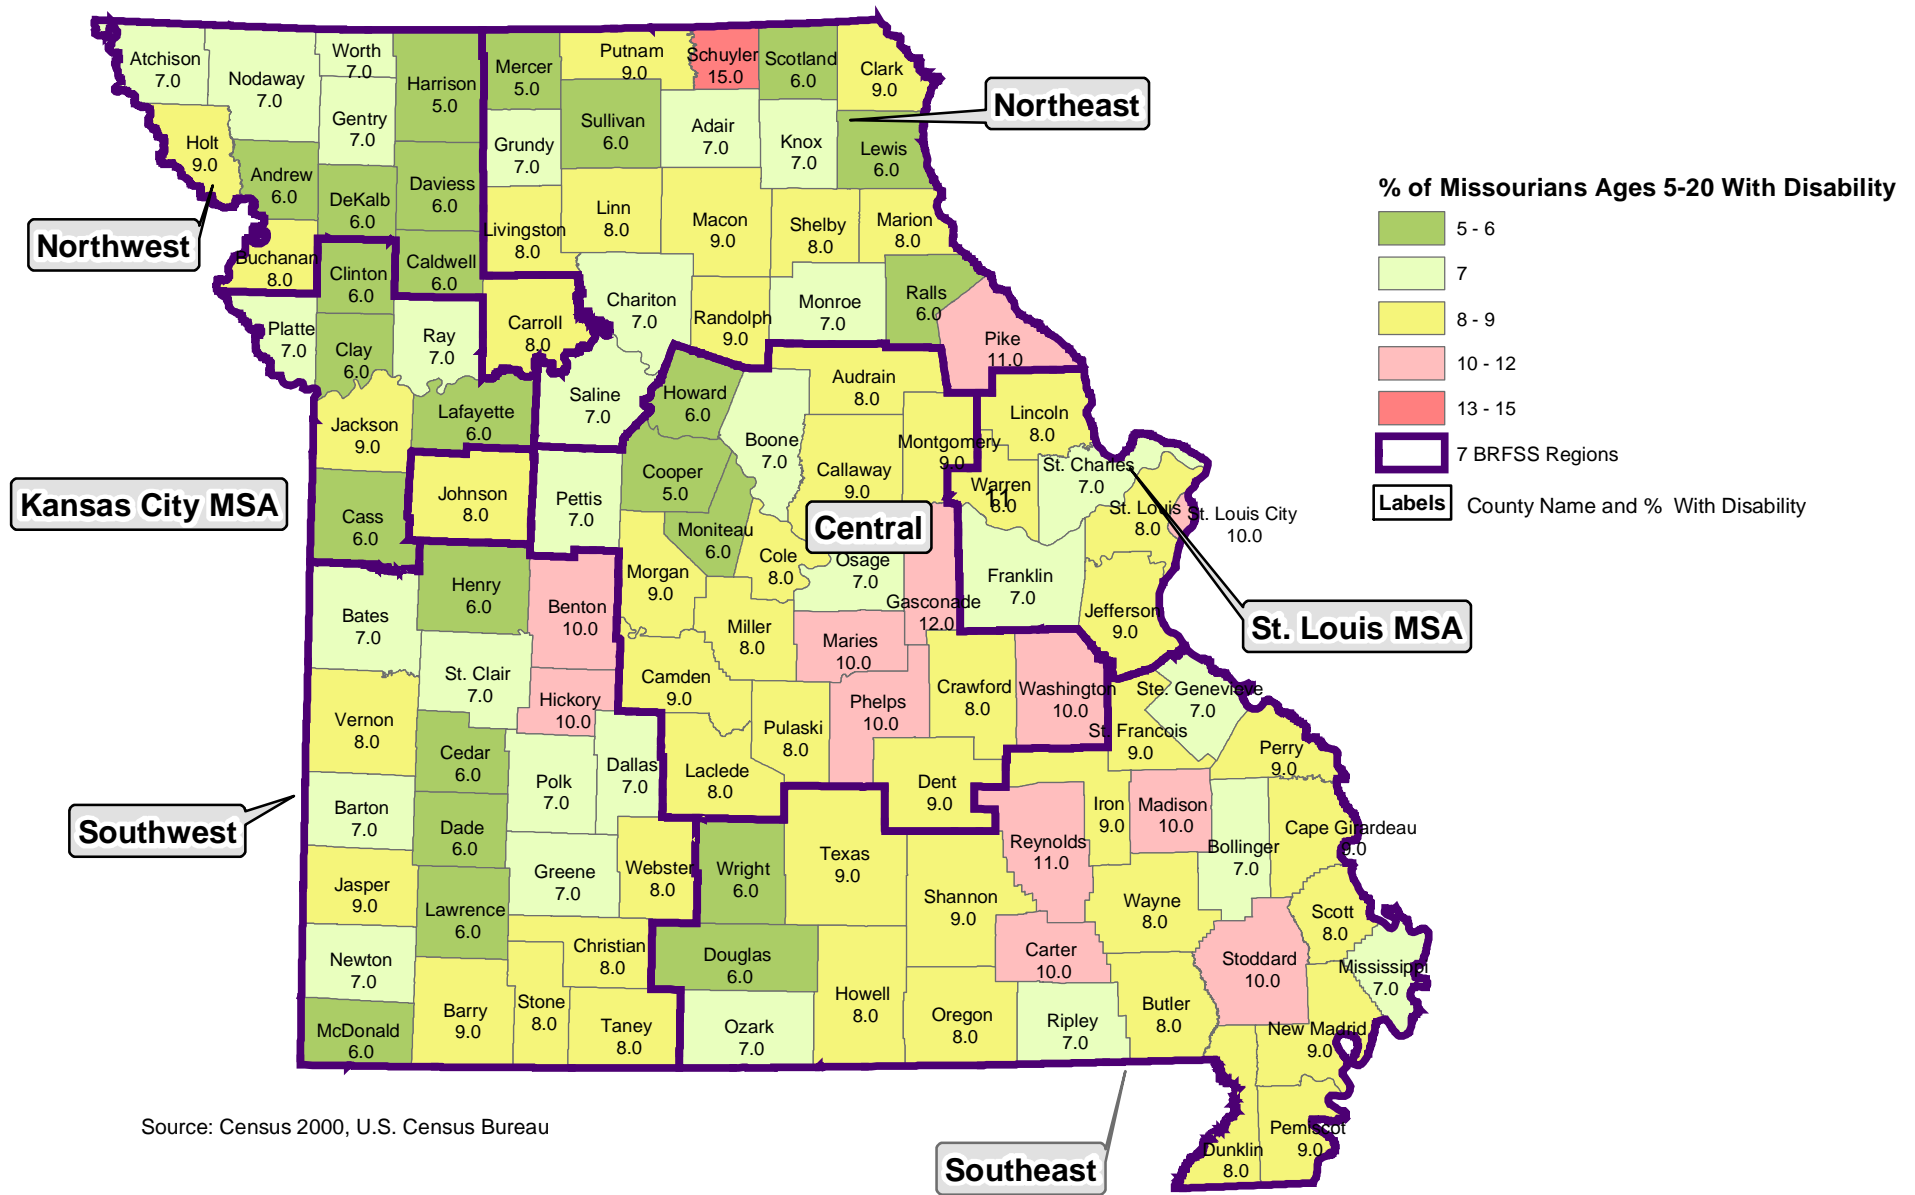 Atchison
7.0
Nodaway
7.0
Worth
7.0
Harrison
5.0
Mercer
5.0
Putnam
9.0
Schuyler
15.0
Scotland
6.0
Clark
9.0
Northeast
Gentry
7.0
Sullivan
6.0
Adair
7.0
Knox
7.0
Lewis
6.0
Holt
9.0
Grundy
7.0
Andrew
6.0
DeKalb
6.0
Daviess
6.0
% of Missourians Ages 5-20 With Disability
5 - 6
7
8 - 9
10 - 12
13 - 15
7 BRFSS Regions
Labels
County Name and % With Disability
Northwest
Livingston
8.0
Linn
8.0
Macon
9.0
Shelby
8.0
Marion
8.0
Buchanan
8.0
Clinton
6.0
Caldwell
6.0
Chariton
7.0
Randolph
9.0
Monroe
7.0
Ralls
6.0
Pike
11.0
Platte
7.0
Clay
6.0
Ray
7.0
Carroll
8.0
Saline
7.0
Howard
6.0
Audrain
8.0
Jackson
9.0
Lafayette
6.0
Boone
7.0
Montgomery
9.0
Lincoln
8.0
Kansas City MSA
Johnson
8.0
Pettis
7.0
Cooper
5.0
Callaway
9.0
Warren
8.0
11
St. Charles
7.0
St. Louis
8.0
St. Louis City
10.0
Cass
6.0
Moniteau
6.0
Central
Cole
8.0
Osage
7.0
Morgan
9.0
Franklin
7.0
Gasconade
12.0
Jefferson
9.0
St. Louis MSA
Henry
6.0
Benton
10.0
Bates
7.0
Miller
8.0
Maries
10.0
St. Clair
7.0
Hickory
10.0
Camden
9.0
Phelps
10.0
Crawford
8.0
Washington
10.0
Ste. Genevieve
7.0
Vernon
8.0
Pulaski
8.0
St. Francois
9.0
Perry
9.0
Cedar
6.0
Polk
7.0
Dallas
7.0
Laclede
8.0
Dent
9.0
Southwest
Barton
7.0
Dade
6.0
Reynolds
11.0
Iron
9.0
Madison
10.0
Bollinger
7.0
Cape Girardeau
9.0
Jasper
9.0
Greene
7.0
Webster
8.0
Wright
6.0
Texas
9.0
Shannon
9.0
Wayne
8.0
Scott
8.0
Lawrence
6.0
Christian
8.0
Douglas
6.0
Carter
10.0
Stoddard
10.0
Mississippi
7.0
Newton
7.0
Barry
9.0
Stone
8.0
Taney
8.0
Howell
8.0
Oregon
8.0
Ripley
7.0
Butler
8.0
New Madrid
9.0
McDonald
6.0
Ozark
7.0
Source: Census 2000, U.S. Census Bureau
Southeast
Dunklin
8.0
Pemiscot
9.0